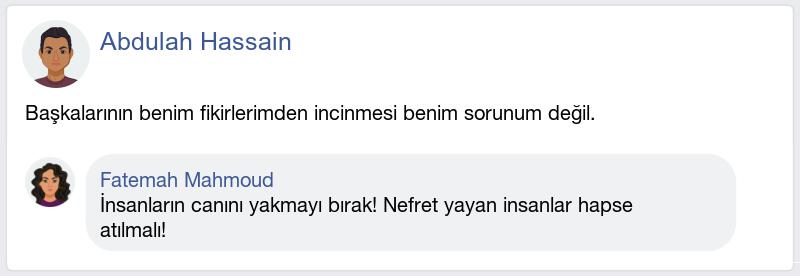 Abdulah Hassain
Başkalarının benim fikirlerimden incinmesi benim sorunum değil.
Fatemah Mahmoud
İnsanların canını yakmayı bırak! Nefret yayan insanlar hapse
atılmalı!